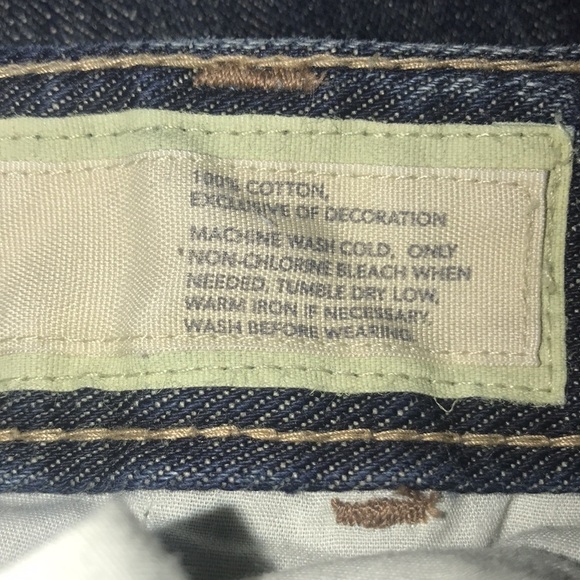 100% COTTON,
EXCLUSIVE OF DECORATION
MACHINE WASH COLD, ONLY
NON-CHLORINE BLEACH WHEN
NEEDED, TUMBLE DRY LOW,
WARM IRON IF NECESSARY.
WASH BEFORE WEARING.